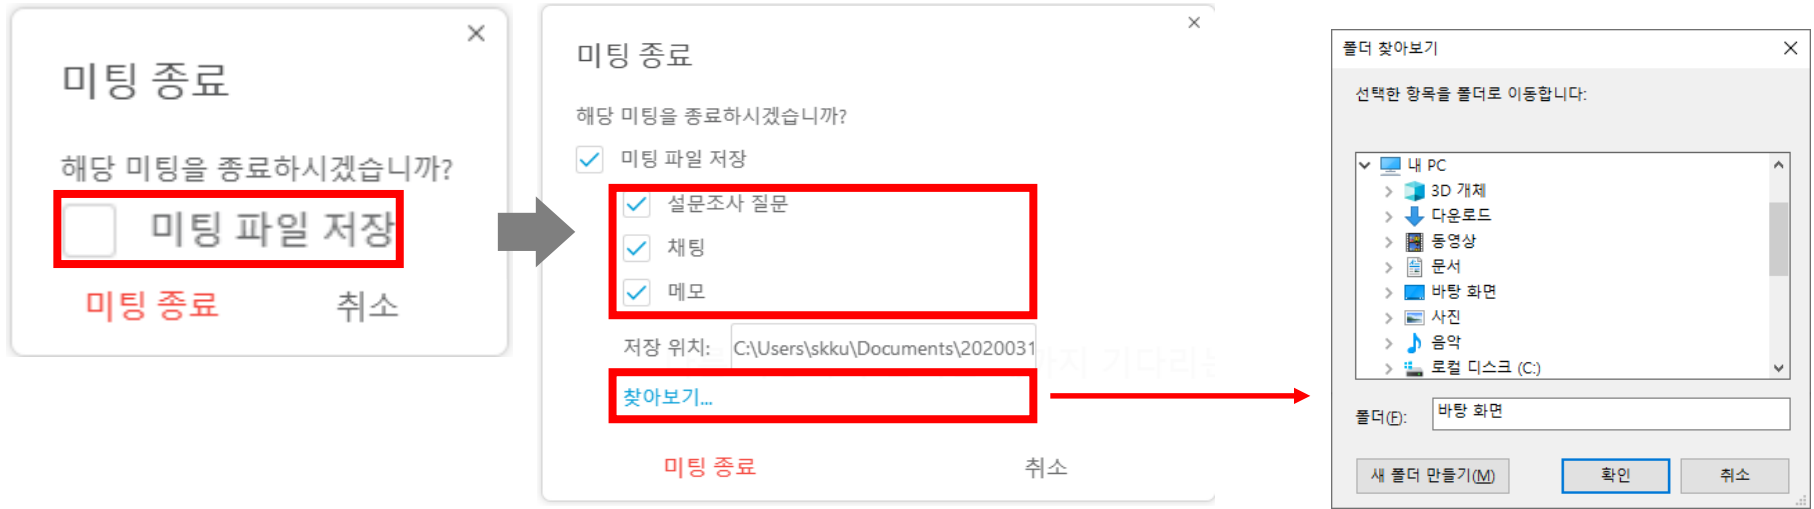 미팅 종료
해당 미팅을 종료하시겠습니까?
미팅 파일 저장
미팅 종료 취소
미팅 종료
해당 미팅을 종료하시겠습니까?
미팅 파일 저장
설문조사 질문
채팅
메모
저장 위치: C:\Users\skku\Documents\2020031
찾아보기...
미팅 종료 취소
폴더 찾아보기
선택한 항목을 폴더로 이동합니다:
내 PC
3D 개체
다운로드
동영상
문서
바탕 화면
사진
음악
로컬 디스크 (C:)
폴더(F): 바탕 화면
새 폴더 만들기(M) 확인 취소